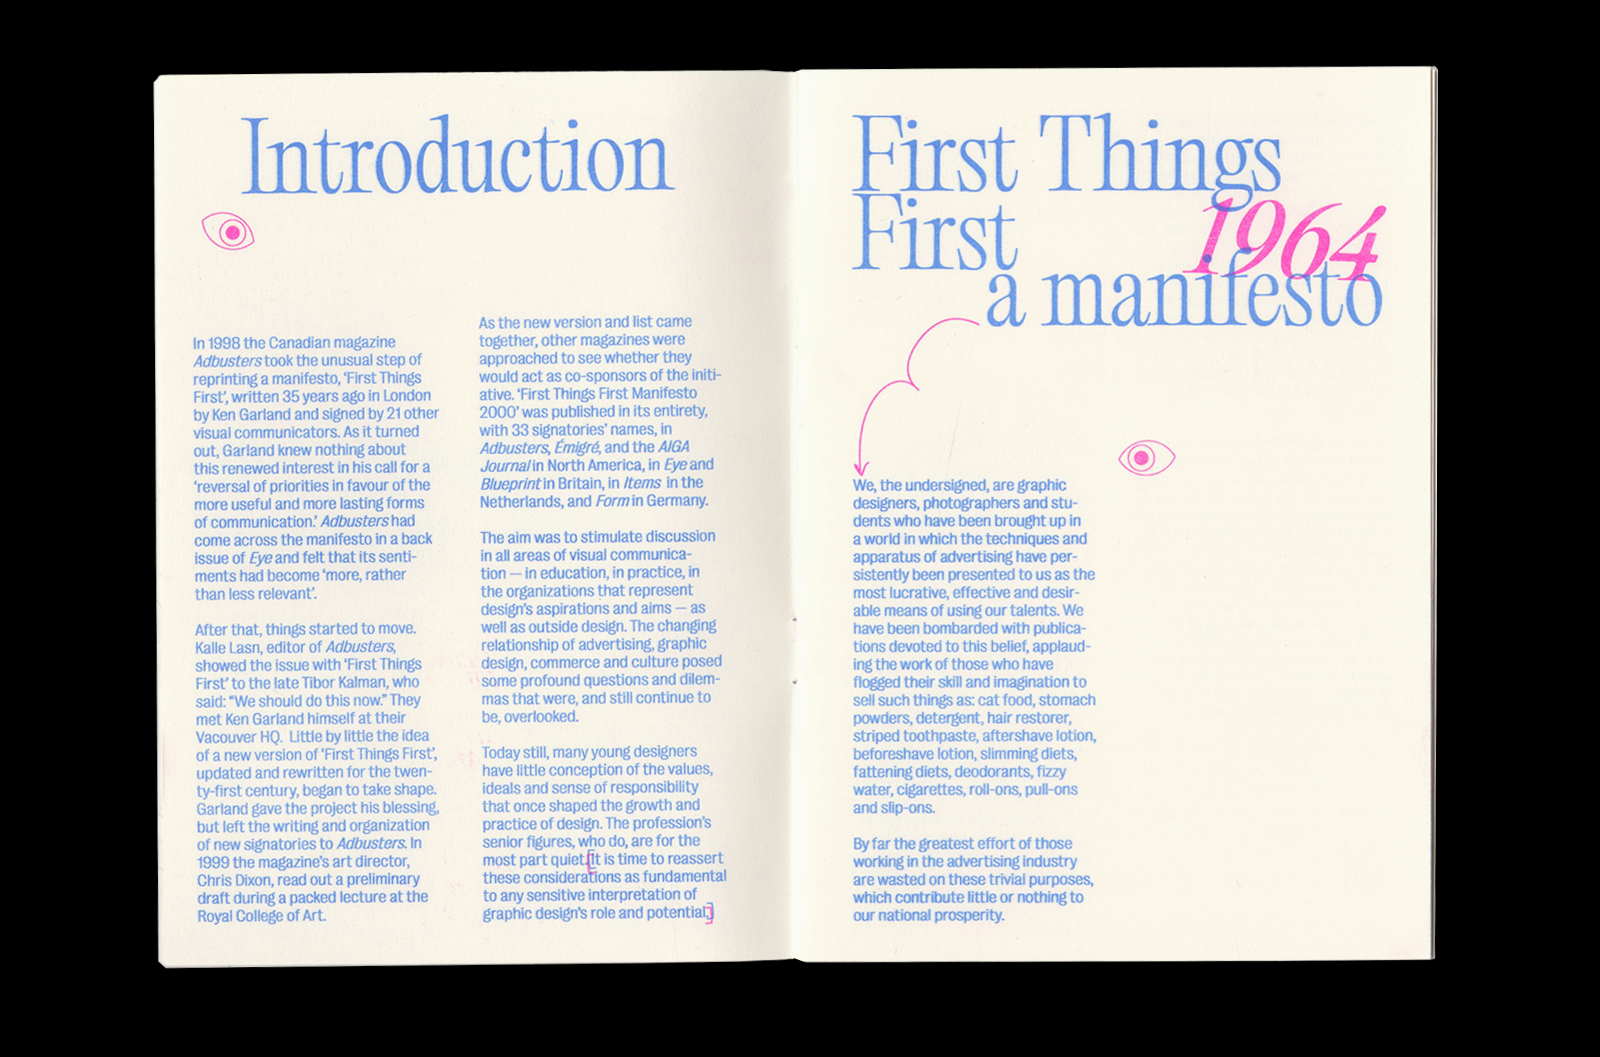 Introduction
In 1998 the Canadian magazine
Adbusters took the unusual step of
reprinting a manifesto, ‘First Things
First’, written 35 years ago in London
by Ken Garland and signed by 21 other
visual communicators. As it turned
out, Garland knew nothing about
this renewed interest in his call for a
‘reversal of priorities in favour of the
more useful and more lasting forms
of communication.’ Adbusters had
come across the manifesto in a back
issue of Eye and felt that its senti-
ments had become ‘more, rather
than less relevant’.
After that, things started to move.
Kalle Lasn, editor of Adbusters,
showed the issue with ‘First Things
First’ to the late Tibor Kalman, who
said: “We should do this now.” They
met Ken Garland himself at their
Vacouver HQ. Little by little the idea
of a new version of ‘First Things First’,
updated and rewritten for the twen-
ty-first century, began to take shape.
Garland gave the project his blessing,
but left the writing and organization
of new signatories to Adbusters. In
1999 the magazine’s art director,
Chris Dixon, read out a preliminary
draft during a packed lecture at the
Royal College of Art.
As the new version and list came
together, other magazines were
approached to see whether they
would act as co-sponsors of the initi-
ative. ‘First Things First Manifesto
2000’ was published in its entirety,
with 33 signatories’ names, in
Adbusters, Émigré, and the AIGA
Journal in North America, in Eye and
Blueprint in Britain, in Items in the
Netherlands, and Form in Germany.
The aim was to stimulate discussion
in all areas of visual communica-
tion — in education, in practice, in
the organizations that represent
design’s aspirations and aims — as
well as outside design. The changing
relationship of advertising, graphic
design, commerce and culture posed
some profound questions and dilem-
mas that were, and still continue to
be, overlooked.
Today still, many young designers
have little conception of the values,
ideals and sense of responsibility
that once shaped the growth and
practice of design. The profession’s
senior figures, who do, are for the
most part quiet. [It is time to reassert
these considerations as fundamental
to any sensitive interpretation of
graphic design’s role and potential.]
First Things
First 1964
a manifesto
We, the undersigned, are graphic
designers, photographers and stu-
dents who have been brought up in
a world in which the techniques and
apparatus of advertising have per-
sistently been presented to us as the
most lucrative, effective and desir-
able means of using our talents. We
have been bombarded with publica-
tions devoted to this belief, applaud-
ing the work of those who have
flogged their skill and imagination to
sell such things as: cat food, stomach
powders, detergent, hair restorer,
striped toothpaste, aftershave lotion,
beforeshave lotion, slimming diets,
fattening diets, deodorants, fizzy
water, cigarettes, roll-ons, pull-ons
and slip-ons.
By far the greatest effort of those
working in the advertising industry
are wasted on these trivial purposes,
which contribute little or nothing to
our national prosperity.